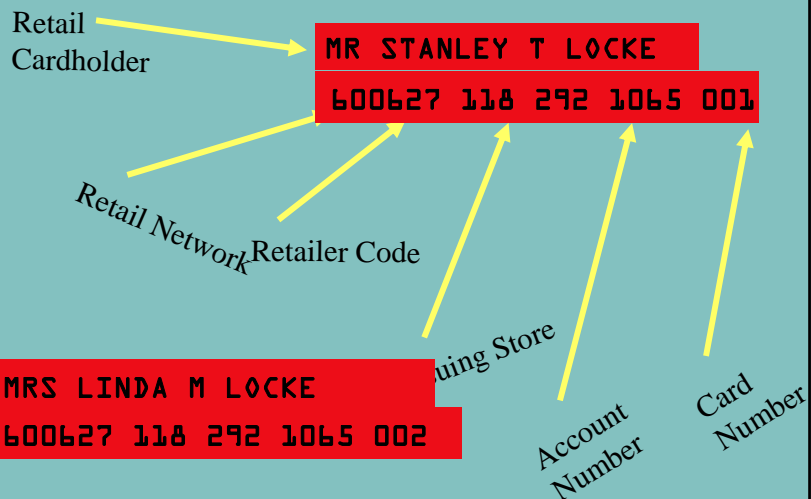 Retail
Cardholder
MR STANLEY T LOCKE
600627 118 292 1065 001
Retail Network
Retailer Code
uing Store
MRS LINDA M LOCKE
600627 118 292 1065 002
Account
Number
Card
Number